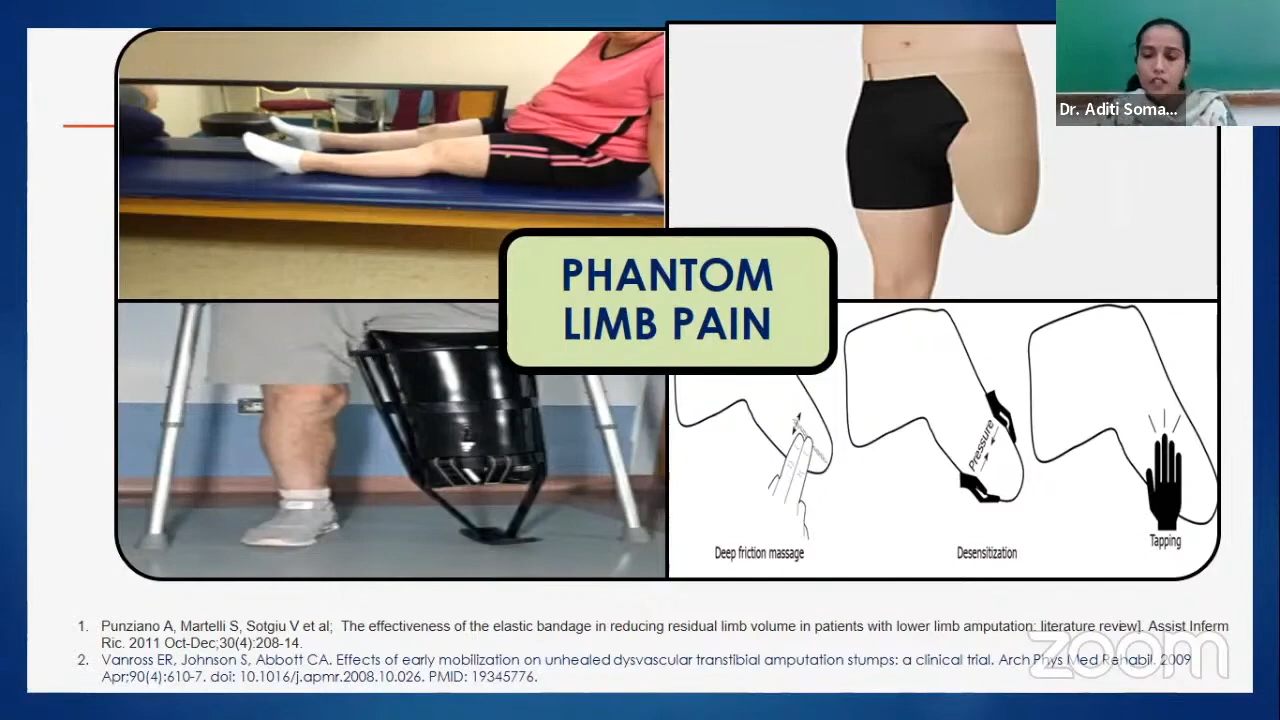 Dr. Aditi Soma...
PHANTOM
LIMB PAIN
Pressure
Deep friction massage
Desensitization
Tapping
1. Punziano A, Martelli S, Sotgiu V et al;  The effectiveness of the elastic bandage in reducing residual limb volume in patients with lower limb amputation: literature review]. Assist Inferm
Ric. 2011 Oct-Dec;30(4):208-14.
2. Vanross ER, Johnson S, Abbott CA. Effects of early mobilization on unhealed dysvascular transtibial amputation stumps: a clinical trial. Arch Phys Med Rehabil. 2009
Apr;90(4):610-7. doi: 10.1016/j.apmr.2008.10.026. PMID: 19345776.
zoom